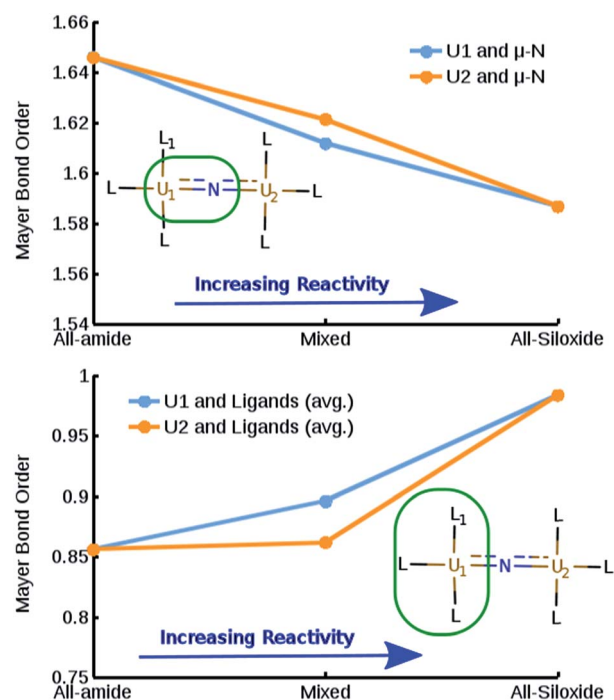 1.66
1.64
1.62
1.6
1.58
1.56
1.54
Mayer Bond Order
U1 and μ-N
U2 and μ-N
L1 L
L U1 N U2 L
L L
Increasing Reactivity
All-amide Mixed All-Siloxide
1
0.95
0.9
0.85
0.8
0.75
Mayer Bond Order
U1 and Ligands (avg.)
U2 and Ligands (avg.)
L1 L
L U1 N U2 L
L L
Increasing Reactivity
All-amide Mixed All-Siloxide